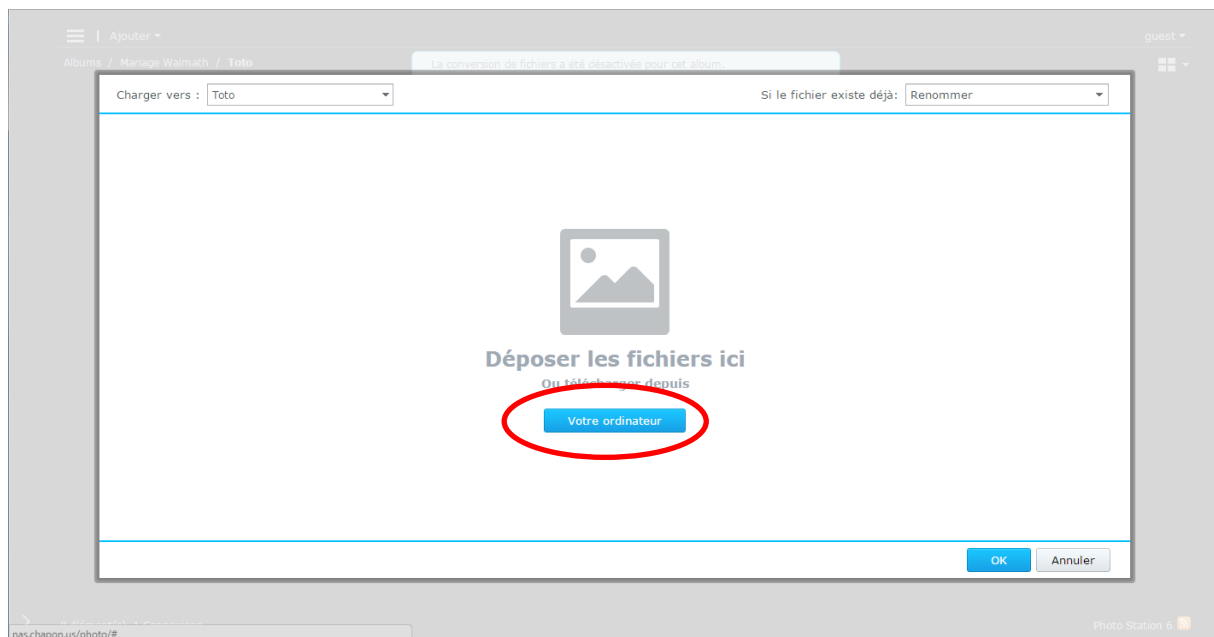 Ajouter
guest
Albums / Mariage Walmath / Toto
La conversion de fichiers a été désactivée pour cet album.
Charger vers : Toto
Si le fichier existe déjà: Renommer
Déposer les fichiers ici
Ou télécharger depuis
Votre ordinateur
OK
Annuler
Photo Station 6
nas.chapon.us/photo/#